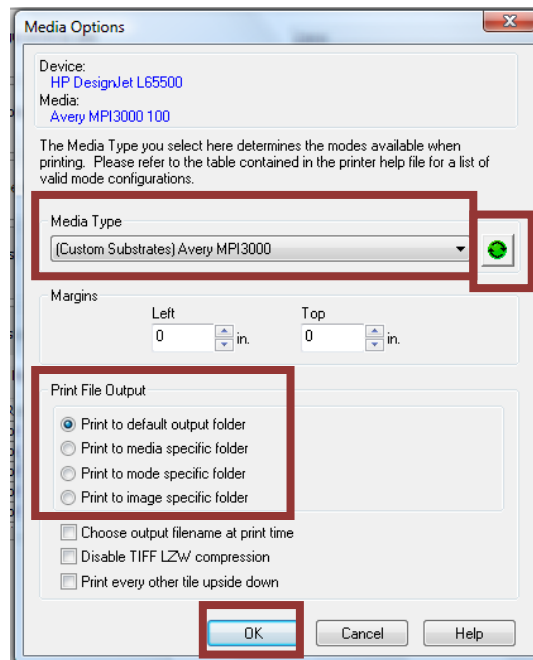 Media Options
Device:
HP DesignJet L65500
Media:
Avery MPI3000 100
The Media Type you select here determines the modes available when
printing. Please refer to the table contained in the printer help file for a list of
valid mode configurations.
Media Type
(Custom Substrates) Avery MPI3000
Margins
Left Top
0 in. 0 in.
Print File Output
Print to default output folder
Print to media specific folder
Print to mode specific folder
Print to image specific folder
Choose output filename at print time
Disable TIFF LZW compression
Print every other tile upside down
OK Cancel Help